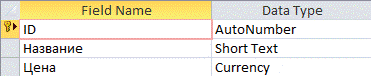 Field Name Data Type
ID AutoNumber
Название Short Text
Цена Currency